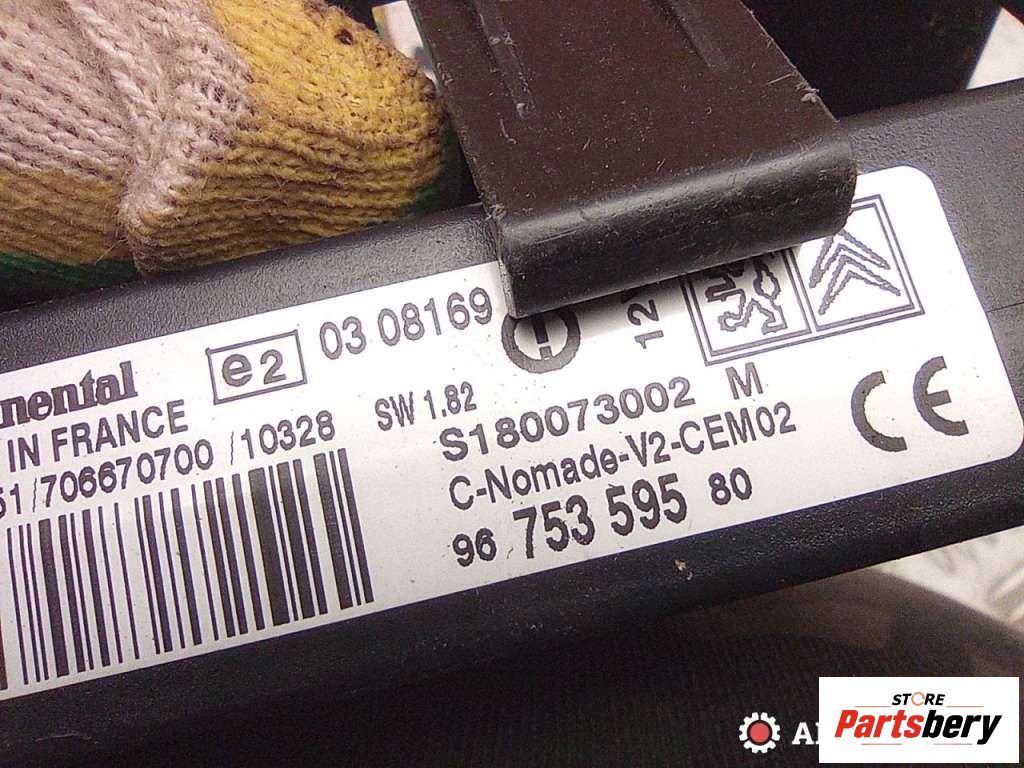 e2 03 08169
IN FRANCE SW 1.82
/706670700 /10328
S180073002 M
C-Nomade-V2-CEM02
96 753 595 80
CE
STORE
Partsbery